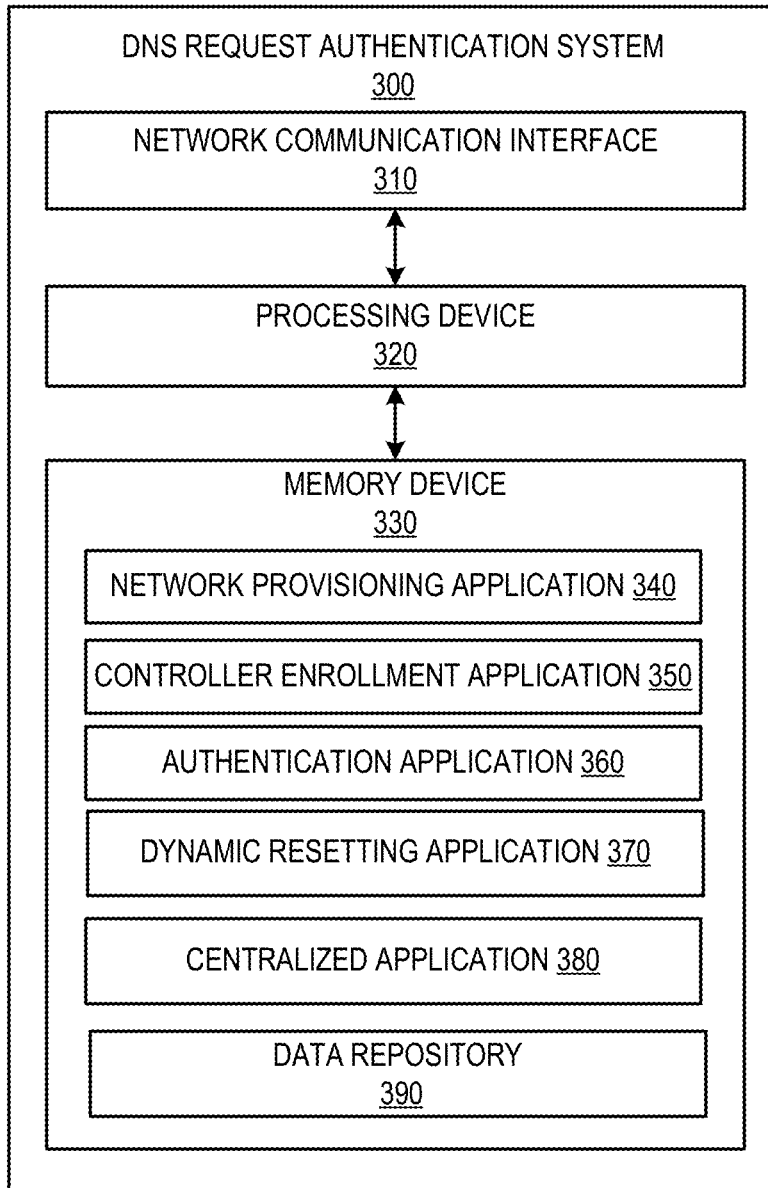 DNS REQUEST AUTHENTICATION SYSTEM
300
NETWORK COMMUNICATION INTERFACE
310
PROCESSING DEVICE
320
MEMORY DEVICE
330
NETWORK PROVISIONING APPLICATION 340
CONTROLLER ENROLLMENT APPLICATION 350
AUTHENTICATION APPLICATION 360
DYNAMIC RESETTING APPLICATION 370
CENTRALIZED APPLICATION 380
DATA REPOSITORY
390